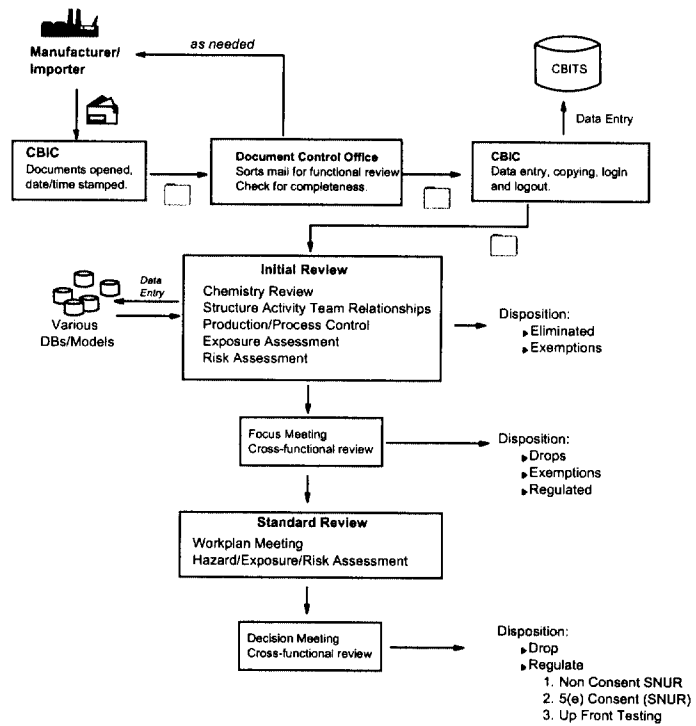 as needed
Manufacturer/
Importer
CBITS
Data Entry
CBIC
Documents opened,
date/time stamped.
Document Control Office
Sorts mail for functional review
Check for completeness.
CBIC
Data entry, copying, login
and logout.
Initial Review
Chemistry Review
Structure Activity Team Relationships
Production/Process Control
Exposure Assessment
Risk Assessment
Data
Entry
Various
DBs/Models
Disposition:
Eliminated
Exemptions
Focus Meeting
Cross-functional review
Disposition:
Drops
Exemptions
Regulated
Standard Review
Workplan Meeting
Hazard/Exposure/Risk Assessment
Decision Meeting
Cross-functional review
Disposition:
Drop
Regulate
1. Non Consent SNUR
2. 5(e) Consent (SNUR)
3. Up Front Testing